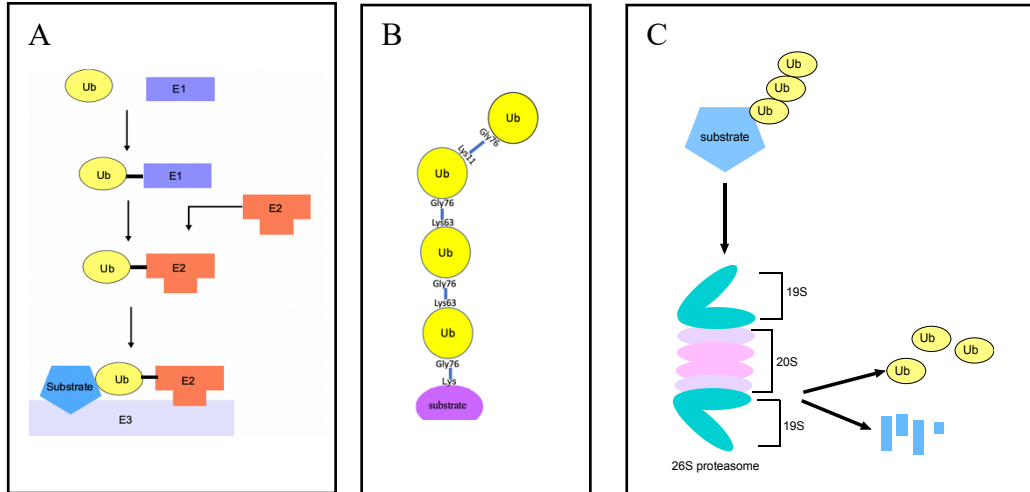 A
Ub
E1
Ub
E1
E2
Ub
E2
Substrate
Ub
E2
E3
B
Ub
Gly76
Lys11
Ub
Gly76
Lys63
Ub
Gly76
Lys63
Ub
Gly76
Lys
substrate
C
Ub
Ub
Ub
substrate
19S
20S
19S
26S proteasome
Ub
Ub
Ub